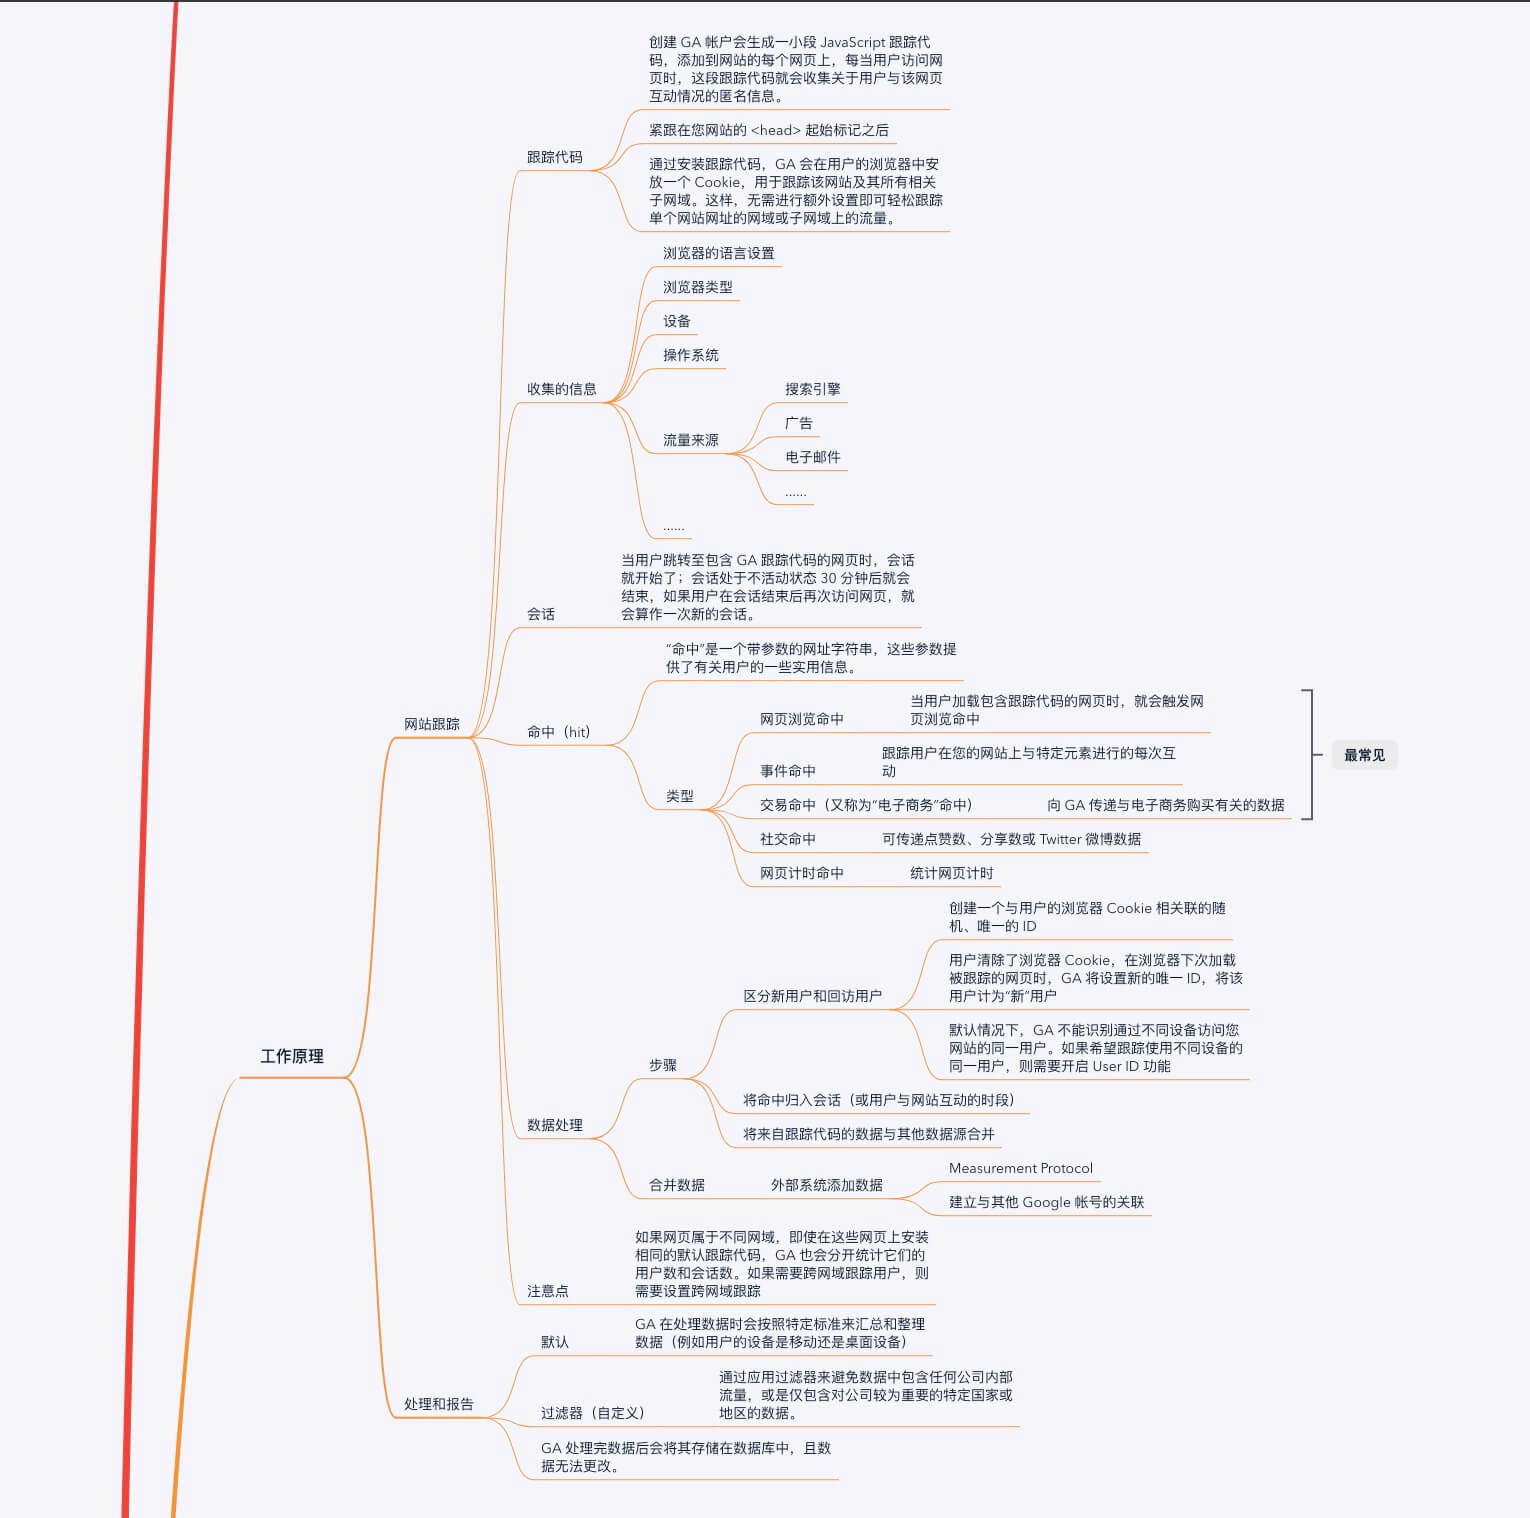 创建 GA 帐户会生成一小段 JavaScript 跟踪代
码，添加到网站的每个网页上，每当用户访问网
页时，这段跟踪代码就会收集关于用户与该网页
互动情况的匿名信息。
紧跟在您网站的 <head> 起始标记之后
跟踪代码
通过安装跟踪代码，GA 会在用户的浏览器中安
放一个 Cookie，用于跟踪该网站及其所有相关
子网域。这样，无需进行额外设置即可轻松跟踪
单个网站网址的网域或子网域上的流量。
浏览器的语言设置
浏览器类型
设备
操作系统
收集的信息
搜索引擎
广告
流量来源
电子邮件
......
......
当用户跳转至包含 GA 跟踪代码的网页时，会话
就开始了；会话处于不活动状态 30 分钟后就会
结束，如果用户在会话结束后再次访问网页，就
会算作一次新的会话。
会话
“命中”是一个带参数的网址字符串，这些参数提
供了有关用户的一些实用信息。
网站跟踪
命中（hit）
当用户加载包含跟踪代码的网页时，就会触发网
页浏览命中
网页浏览命中
跟踪用户在您的网站上与特定元素进行的每次互
动
事件命中
最常见
类型
交易命中（又称为“电子商务”命中）
向 GA 传递与电子商务购买有关的数据
社交命中
可传递点赞数、分享数或 Twitter 微博数据
网页计时命中
统计网页计时
创建一个与用户的浏览器 Cookie 相关联的随
机、唯一的 ID
用户清除了浏览器 Cookie，在浏览器下次加载
被跟踪的网页时，GA 将设置新的唯一 ID，将该
用户计为“新”用户
区分新用户和回访用户
默认情况下，GA 不能识别通过不同设备访问您
网站的同一用户。如果希望跟踪使用不同设备的
同一用户，则需要开启 User ID 功能
工作原理
步骤
将命中归入会话（或用户与网站互动的时段）
数据处理
将来自跟踪代码的数据与其他数据源合并
Measurement Protocol
合并数据
外部系统添加数据
建立与其他 Google 帐号的关联
如果网页属于不同网域，即使在这些网页上安装
相同的默认跟踪代码，GA 也会分开统计它们的
用户数和会话数。如果需要跨网域跟踪用户，则
需要设置跨网域跟踪
注意点
GA 在处理数据时会按照特定标准来汇总和整理
数据（例如用户的设备是移动还是桌面设备）
默认
通过应用过滤器来避免数据中包含任何公司内部
流量，或是仅包含对公司较为重要的特定国家或
地区的数据。
处理和报告
过滤器（自定义）
GA 处理完数据后会将其存储在数据库中，且数
据无法更改。